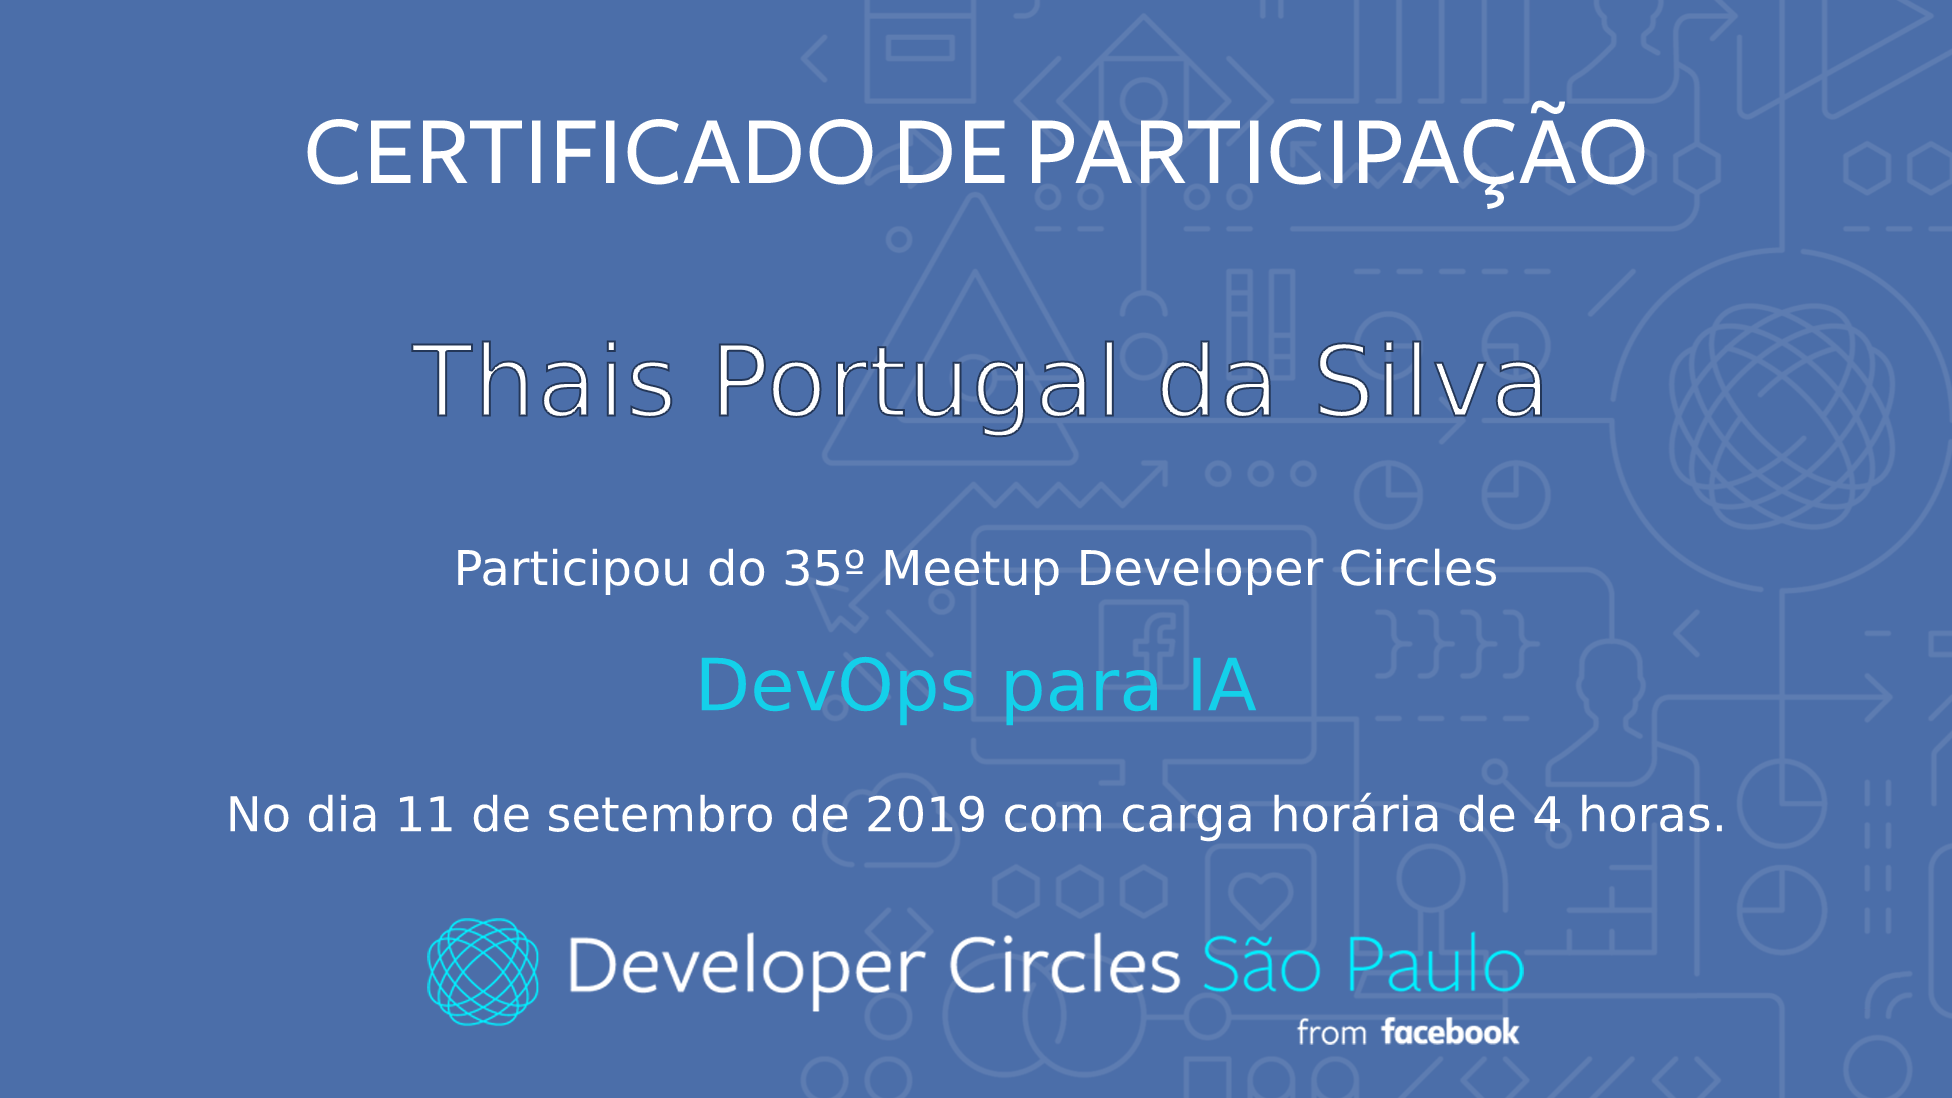 CERTIFICADO DE PARTICIPAÇÃO
Thais Portugal da Silva
Participou do 35º Meetup Developer Circles
DevOps para IA
No dia 11 de setembro de 2019 com carga horária de 4 horas.
Developer Circles São Paulo
from facebook